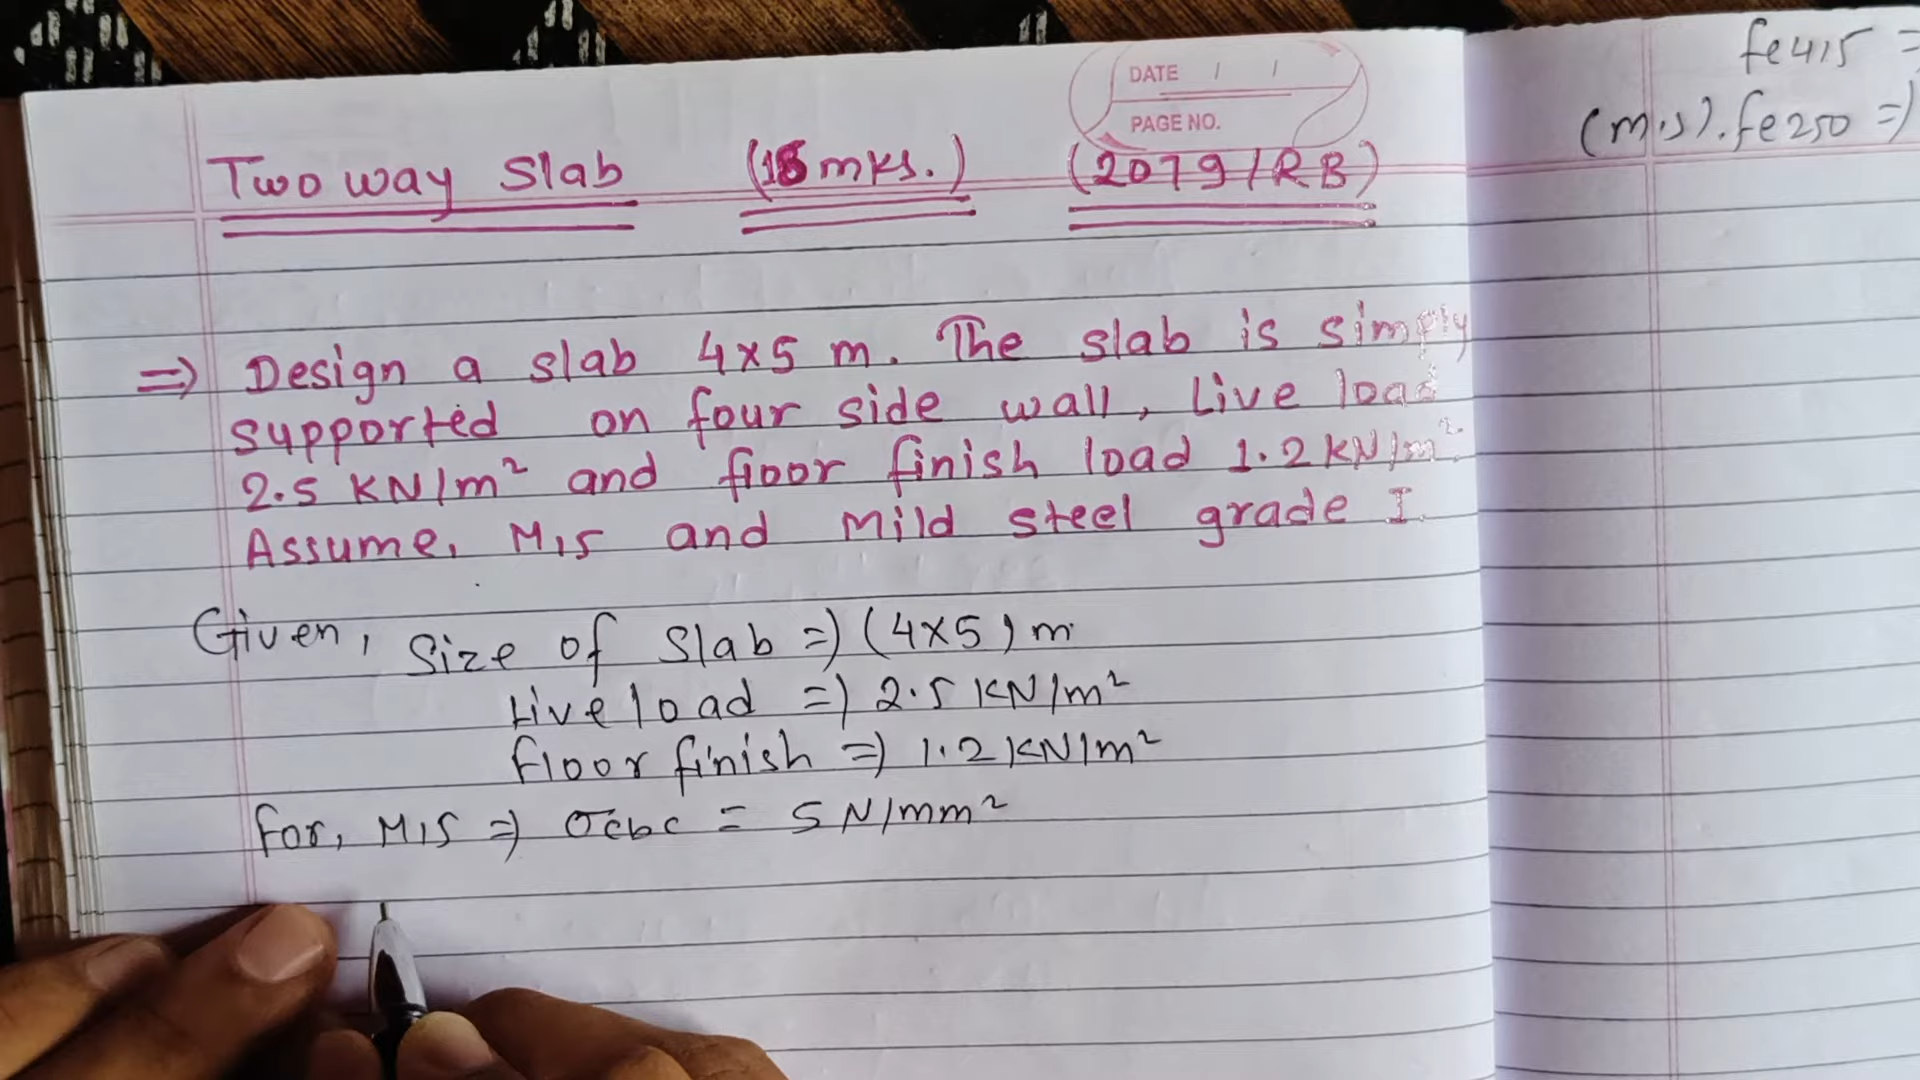 DATE / /
PAGE NO.
Two way Slab (18 mks.) (2079/RB)
=) Design a slab 4x5 m. The slab is simply
supported on four side wall, Live load
2.5 KN/m² and floor finish load 1.2 KN/m².
Assume, M15 and Mild steel grade I.
Given, Size of Slab =) (4x5) m
Live load =) 2.5 KN/m²
floor finish =) 1.2 KN/m²
for, M15 =) σcbc = 5 N/mm²
fe415 =
(m.s). fe250 =)